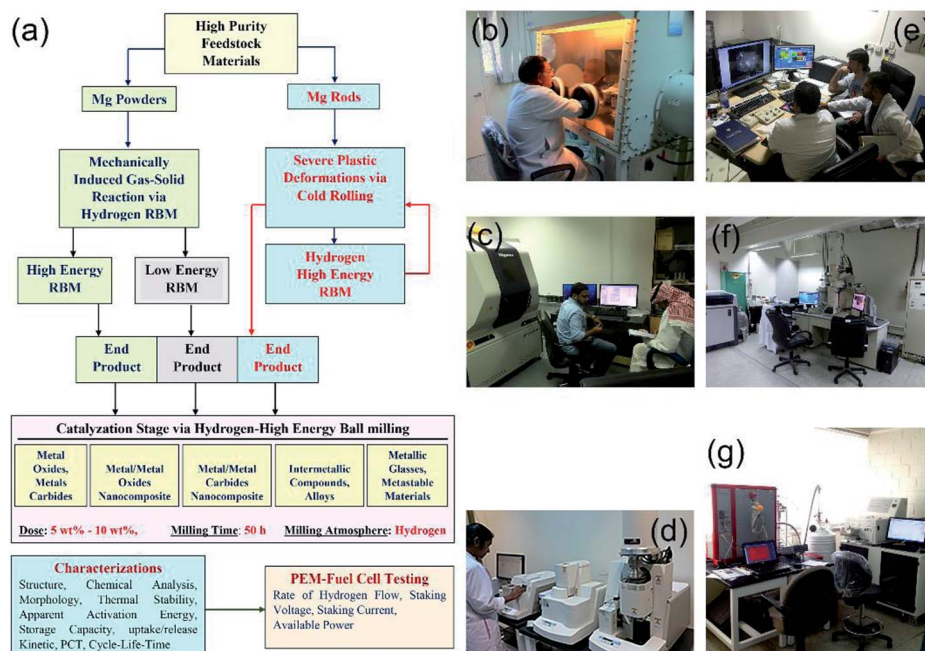 (a)
High Purity
Feedstock
Materials
Mg Powders
Mg Rods
Mechanically
Induced Gas-Solid
Reaction via
Hydrogen RBM
Severe Plastic
Deformations via
Cold Rolling
High Energy
RBM
Low Energy
RBM
Hydrogen
High Energy
RBM
End
Product
End
Product
End
Product
Catalyzation Stage via Hydrogen-High Energy Ball milling
Metal
Oxides,
Metals
Carbides
Metal/Metal
Oxides
Nanocomposite
Metal/Metal
Carbides
Nanocomposite
Intermetallic
Compounds,
Alloys
Metallic
Glasses,
Metastable
Materials
Dose: 5 wt% - 10 wt%, Milling Time: 50 h Milling Atmosphere: Hydrogen
Characterizations
Structure, Chemical Analysis,
Morphology, Thermal Stability,
Apparent Activation Energy,
Storage Capacity, uptake/release
Kinetic, PCT, Cycle-Life-Time
PEM-Fuel Cell Testing
Rate of Hydrogen Flow, Staking
Voltage, Staking Current,
Available Power
(b)
(c)
(d)
(e)
(f)
(g)